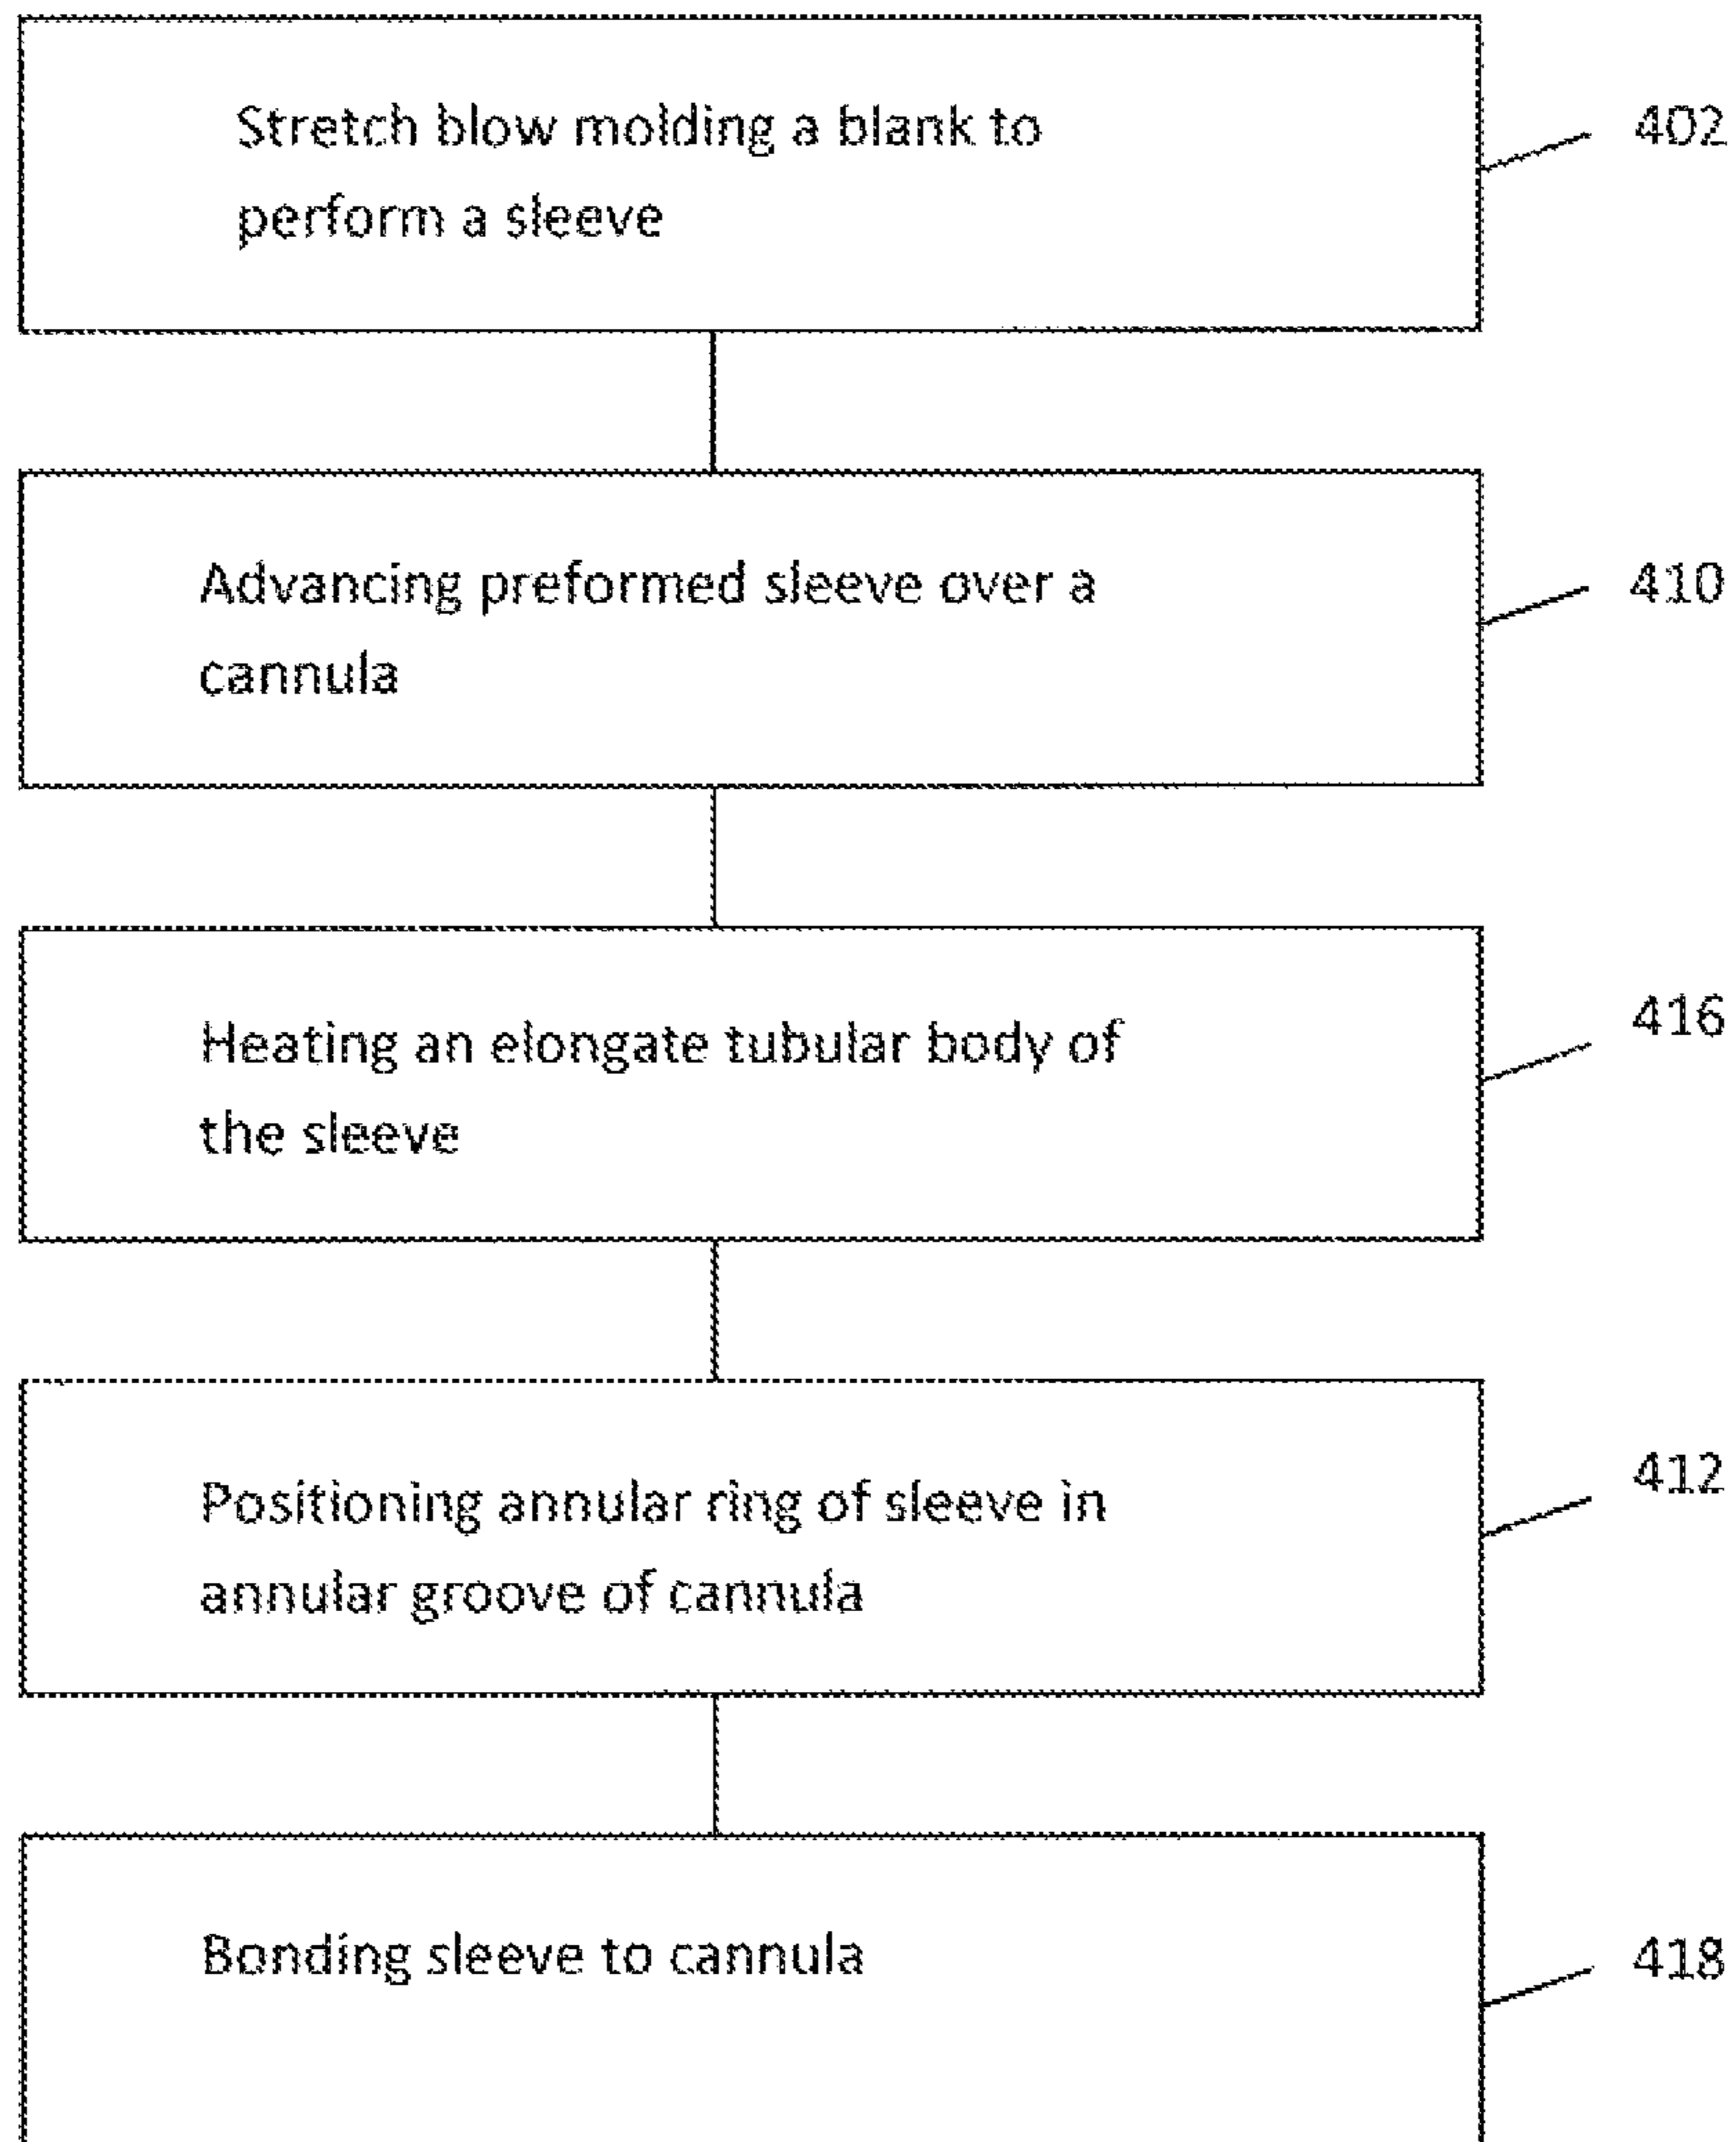 Stretch blow molding a blank to
perform a sleeve
402
Advancing preformed sleeve over a
cannula
410
Heating an elongate tubular body of
the sleeve
416
Positioning annular ring of sleeve in
annular groove of cannula
412
Bonding sleeve to cannula
418